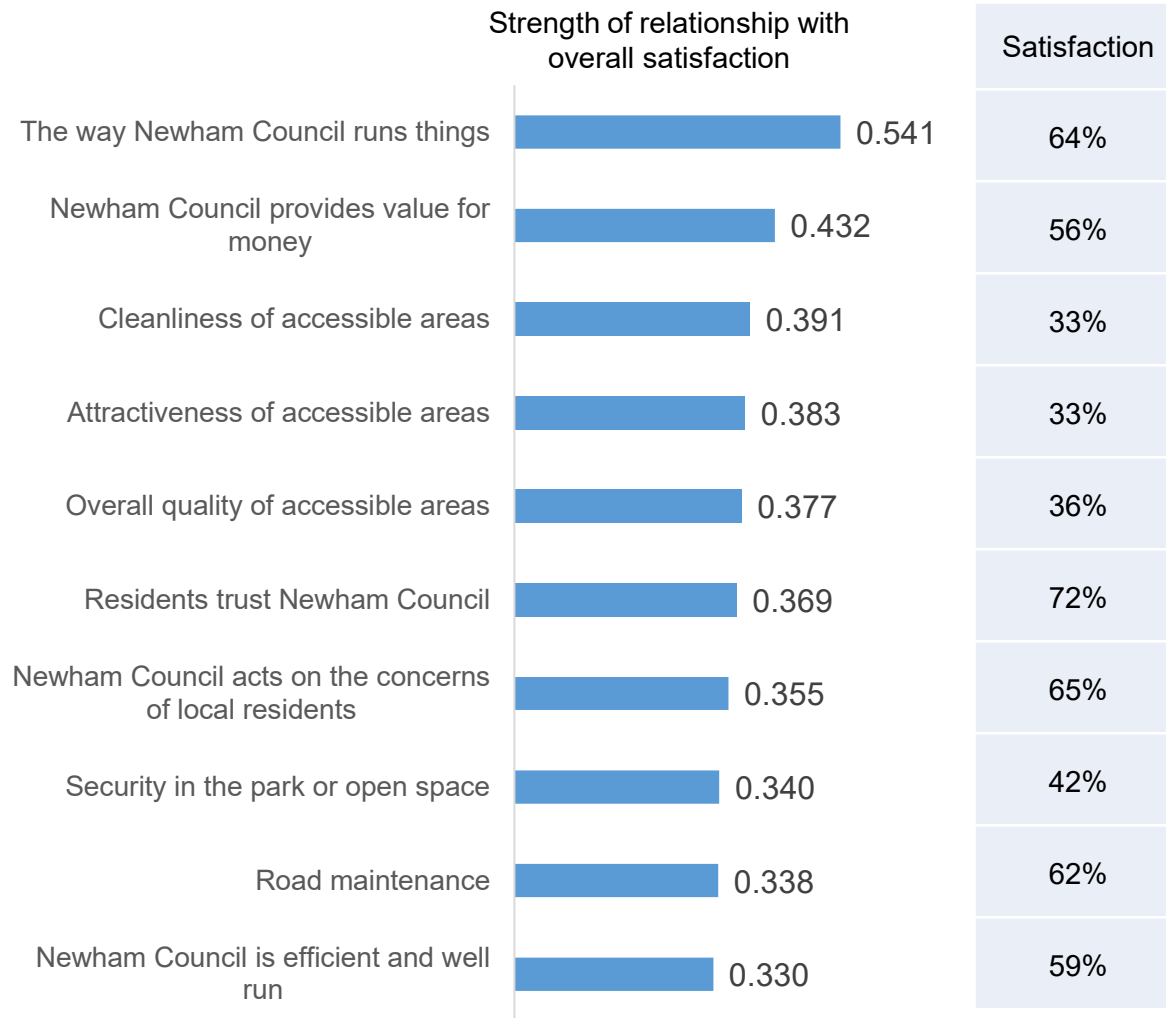 Strength of relationship with
overall satisfaction
Satisfaction
The way Newham Council runs things
0.541
64%
Newham Council provides value for
money
0.432
56%
Cleanliness of accessible areas
0.391
33%
Attractiveness of accessible areas
0.383
33%
Overall quality of accessible areas
0.377
36%
Residents trust Newham Council
0.369
72%
Newham Council acts on the concerns
of local residents
0.355
65%
Security in the park or open space
0.340
42%
Road maintenance
0.338
62%
Newham Council is efficient and well
run
0.330
59%